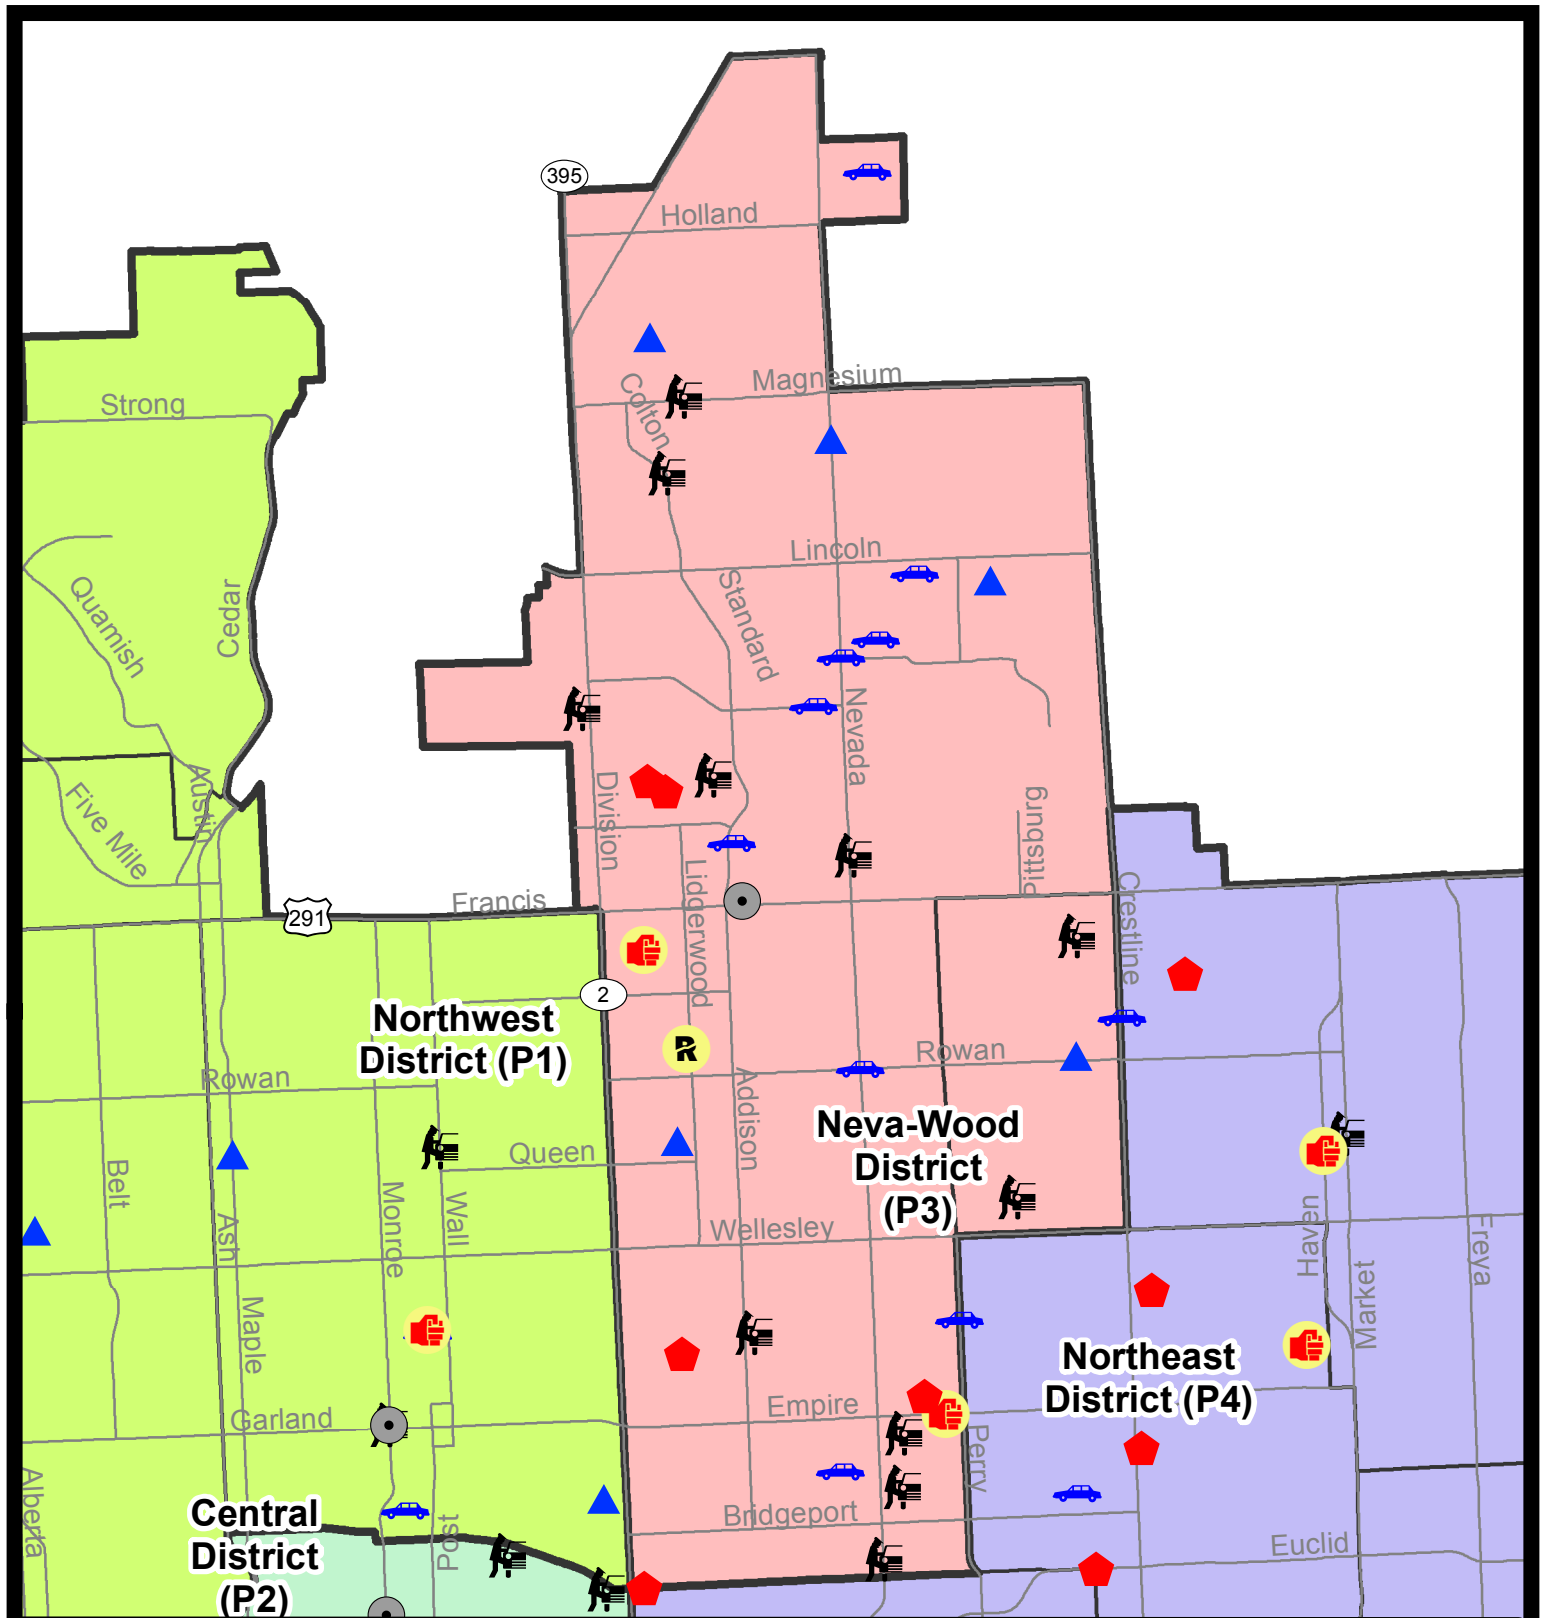 395
Holland
Magnesium
Colton
Strong
Lincoln
Standard
Quamish
Cedar
Nevada
Division
Austin
Five Mile
Pittsburg
Lidgerwood
Crestline
Francis
291
2
Northwest
District (P1)
Rowan
Rowan
Addison
Neva-Wood
District
(P3)
Queen
Belt
Ash
Monroe
Wall
Wellesley
Haven
Freya
Market
Maple
Northeast
District (P4)
Empire
Garland
Perry
Alberta
Central
District
(P2)
Post
Bridgeport
Euclid
R